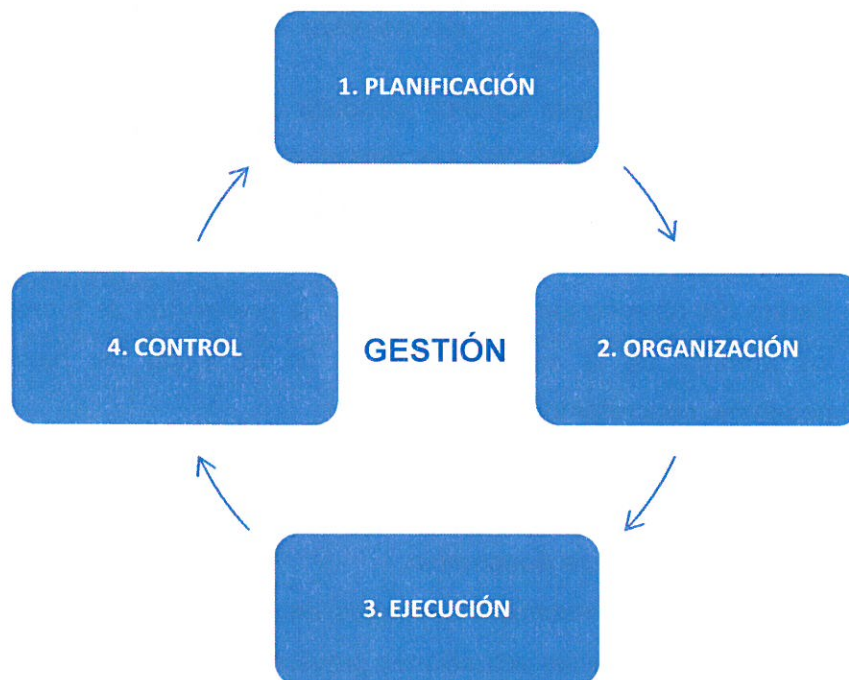 1. PLANIFICACIÓN
4. CONTROL
GESTIÓN
2. ORGANIZACIÓN
3. EJECUCIÓN